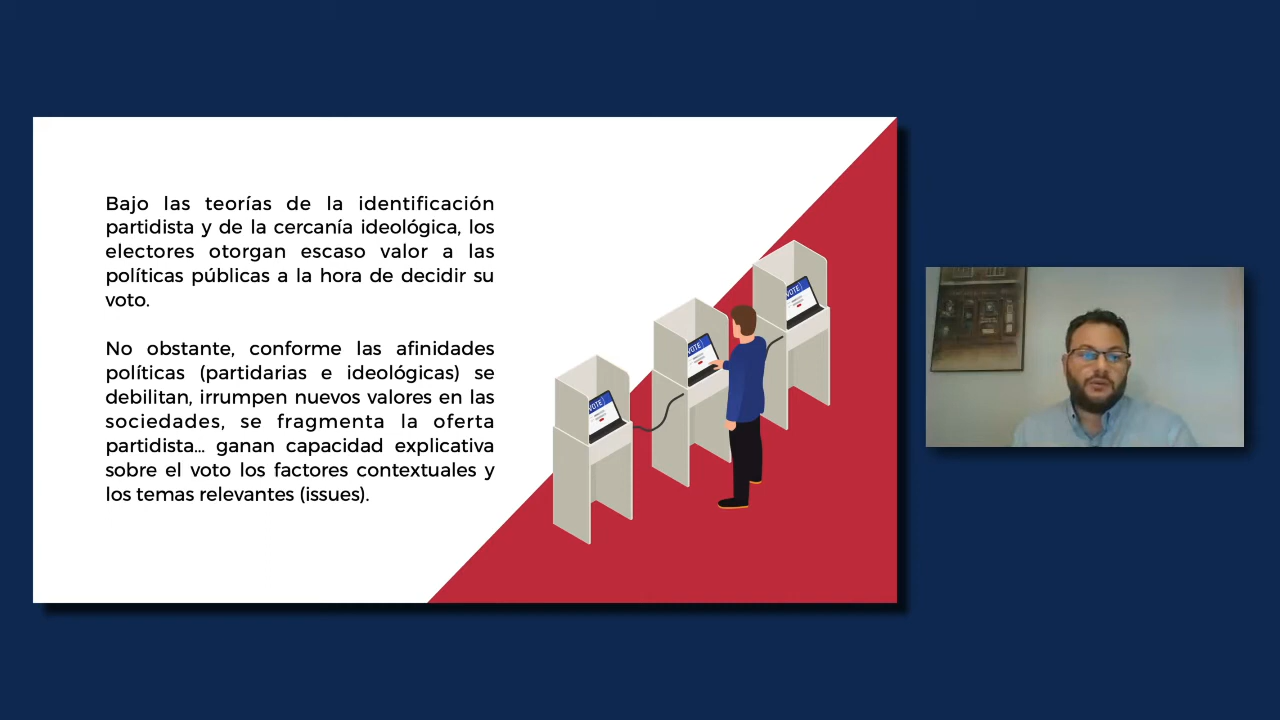 Bajo las teorías de la identificación
partidista y de la cercanía ideológica, los
electores otorgan escaso valor a las
políticas públicas a la hora de decidir su
voto.
No obstante, conforme las afinidades
políticas (partidarias e ideológicas) se
debilitan, irrumpen nuevos valores en las
sociedades, se fragmenta la oferta
partidista... ganan capacidad explicativa
sobre el voto los factores contextuales y
los temas relevantes (issues).
VOTE
VOTE
VOTE